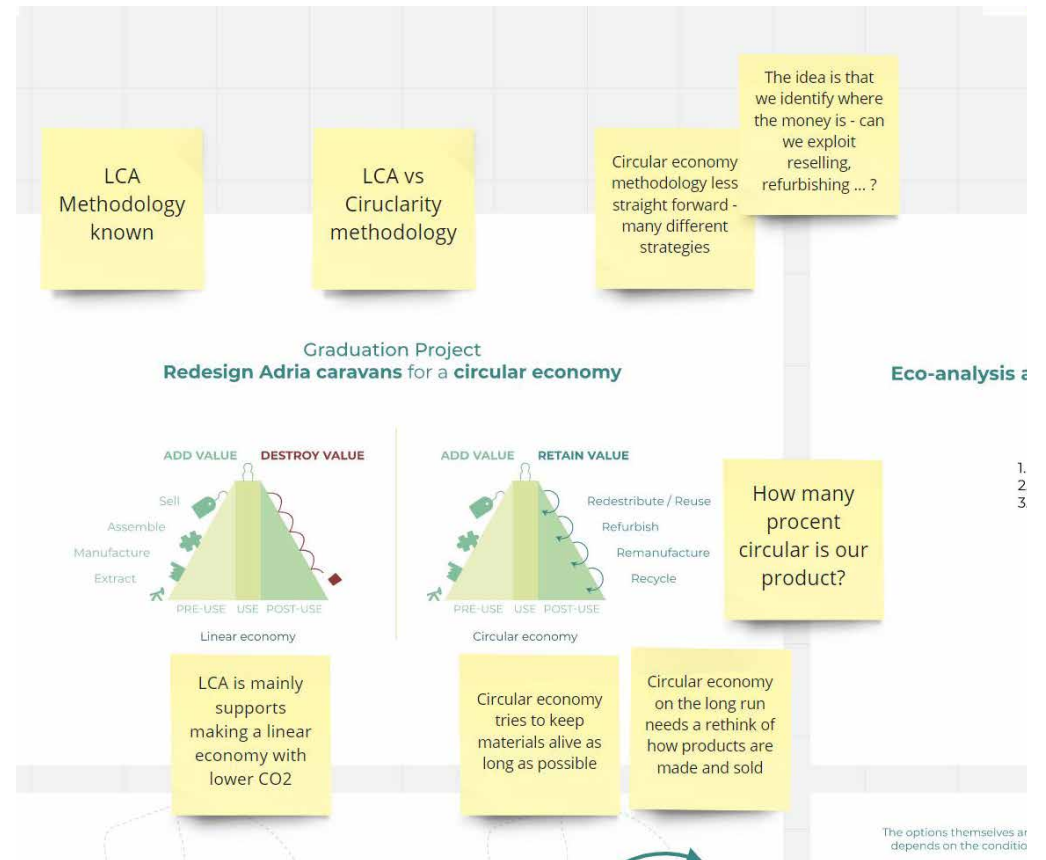 The idea is that
we identify where
the money is - can
we exploit
reselling,
refurbishing ... ?
LCA
Methodology
known
LCA vs
Ciruclarity
methodology
Circular economy
methodology less
straight forward -
many different
strategies
Graduation Project
Redesign Adria caravans for a circular economy
Eco-analysis a
ADD VALUE
DESTROY VALUE
Sell
Assemble
Manufacture
Extract
PRE-USE USE POST-USE
Linear economy
ADD VALUE
RETAIN VALUE
Redestribute / Reuse
Refurbish
Remanufacture
Recycle
PRE-USE USE POST-USE
Circular economy
How many
procent
circular is our
product?
1.
2.
3.
LCA is mainly
supports
making a linear
economy with
lower CO2
Circular economy
tries to keep
materials alive as
long as possible
Circular economy
on the long run
needs a rethink of
how products are
made and sold
The options themselves ar
depends on the conditio